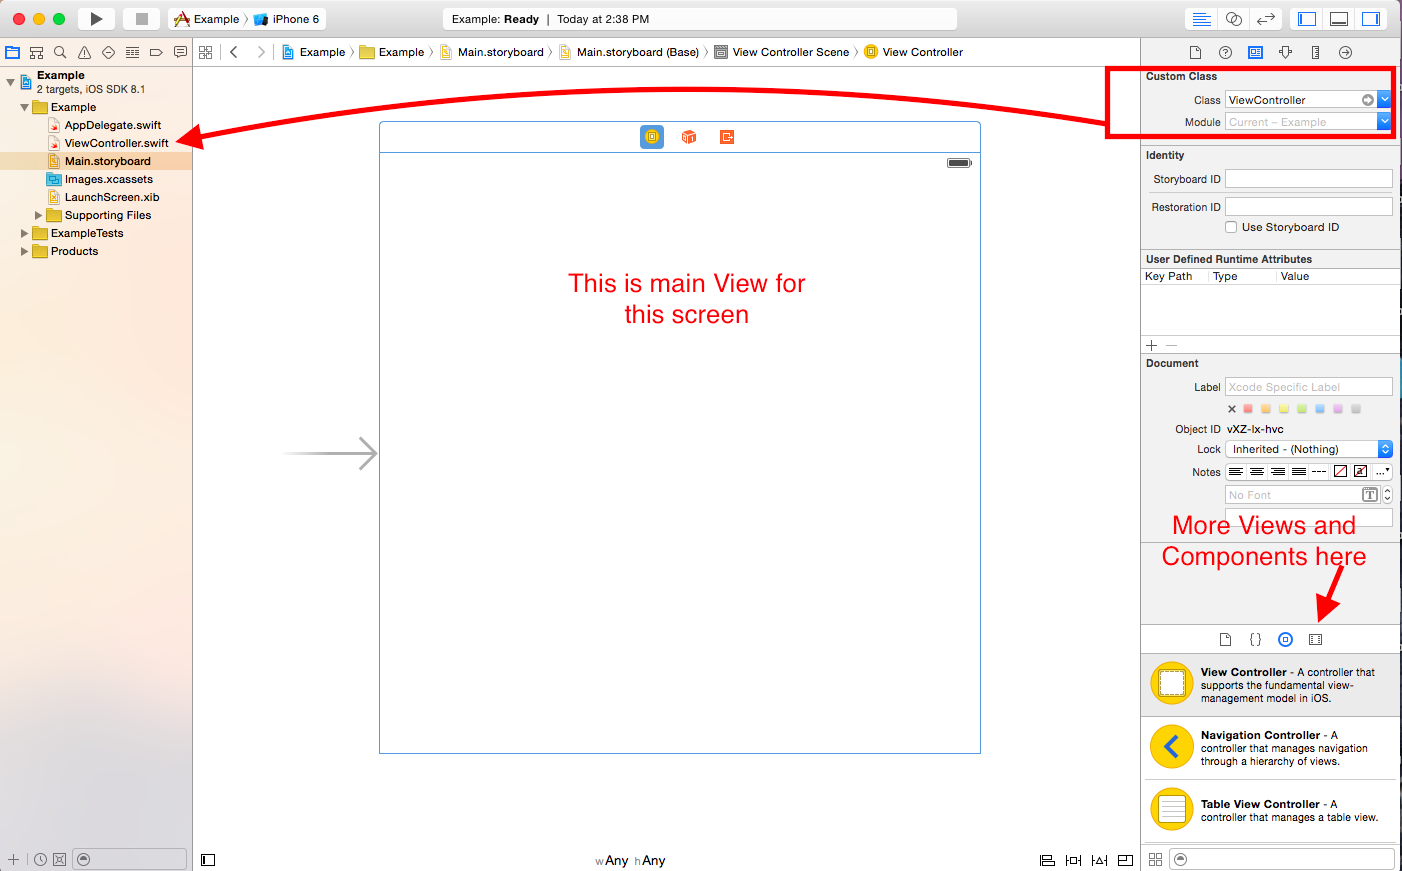 Example > iPhone 6
Example: Ready | Today at 2:38 PM
Example > Example > Main.storyboard > Main.storyboard (Base) > View Controller Scene > View Controller
Example
2 targets, iOS SDK 8.1
Example
AppDelegate.swift
ViewController.swift
Main.storyboard
Images.xcassets
LaunchScreen.xib
Supporting Files
ExampleTests
Products
This is main View for
this screen
wAny hAny
Custom Class
Class ViewController
Module Current – Example
Identity
Storyboard ID
Restoration ID
Use Storyboard ID
User Defined Runtime Attributes
Key Path Type Value
Document
Label Xcode Specific Label
Object ID vXZ-lx-hvc
Lock Inherited - (Nothing)
Notes
No Font
More Views and
Components here
View Controller - A controller that
supports the fundamental view-
management model in iOS.
Navigation Controller - A
controller that manages navigation
through a hierarchy of views.
Table View Controller - A
controller that manages a table view.